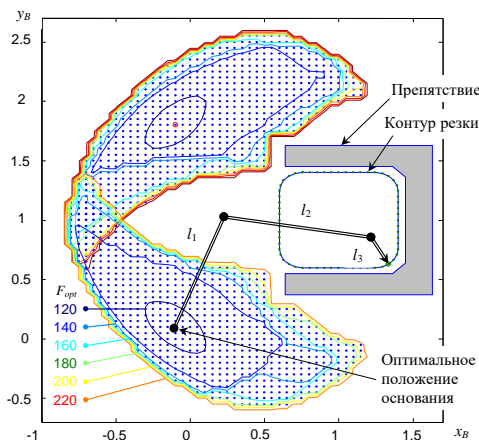 y_B
2.5
2
1.5
1
0.5
0
-0.5
-1
-0.5
0
0.5
1
1.5
x_B
Препятствие
Контур резки
l_1
l_2
l_3
F_opt
120
140
160
180
200
220
Оптимальное
положение
основания